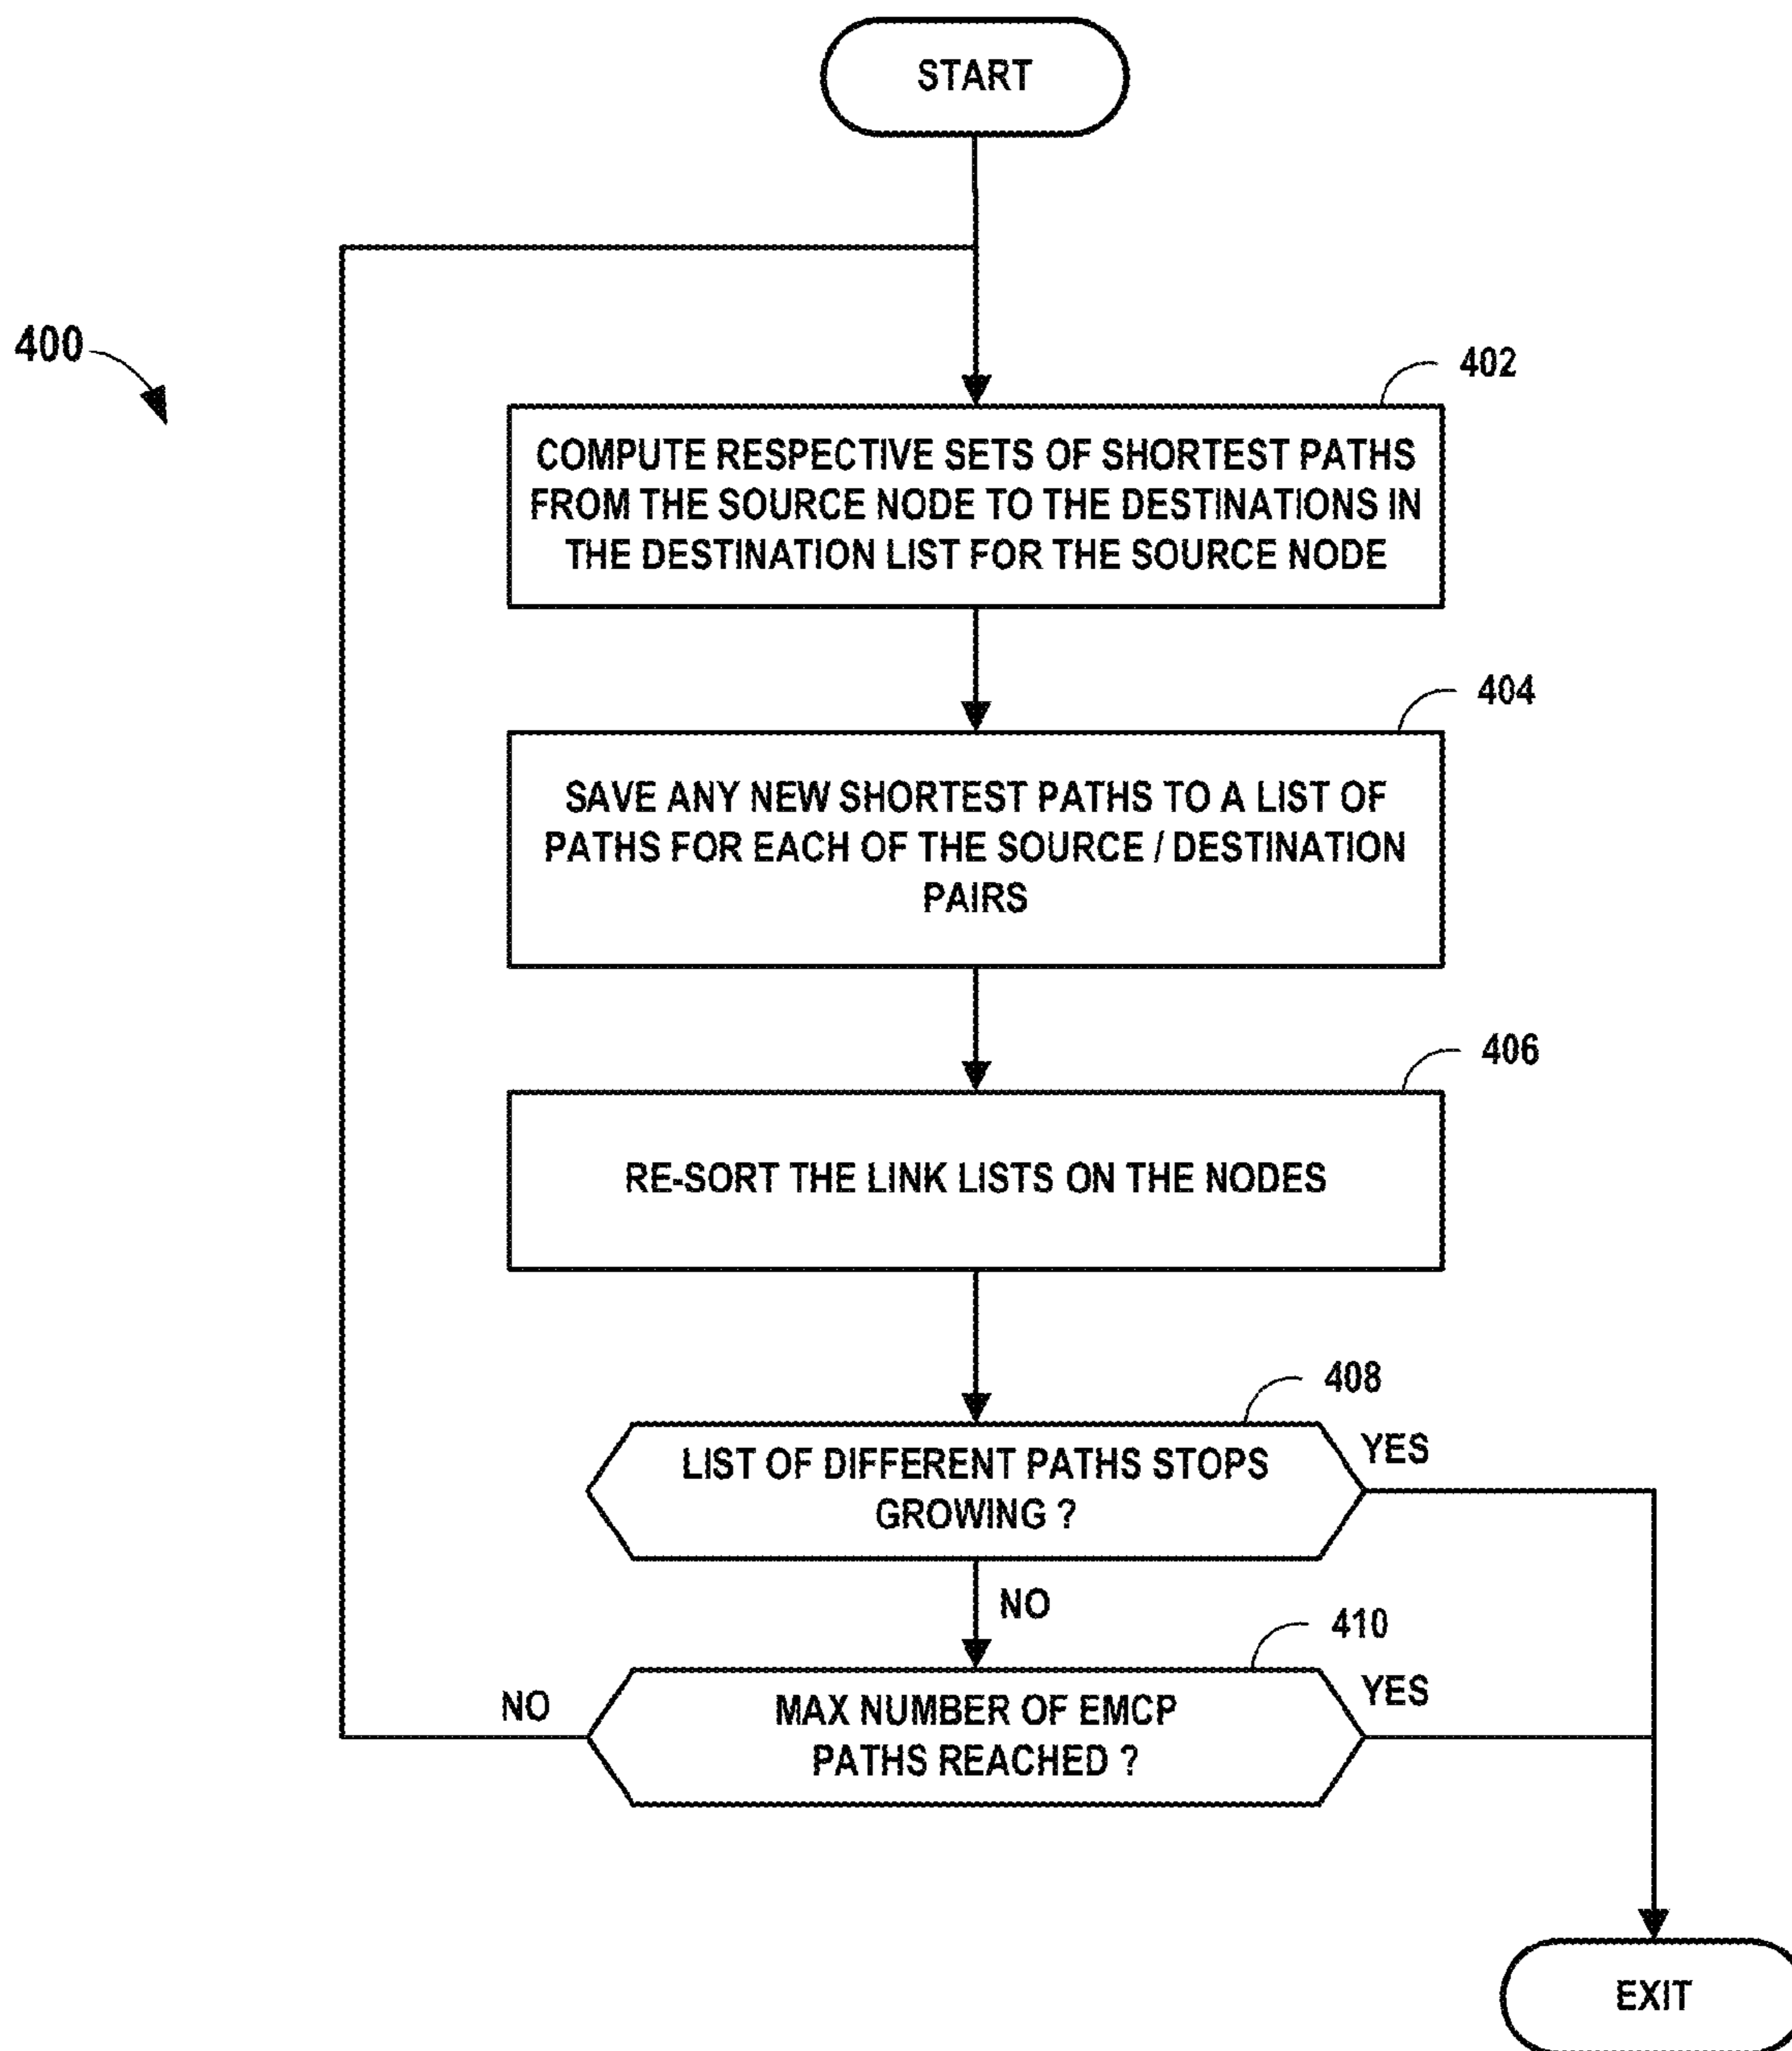 START
400
402
COMPUTE RESPECTIVE SETS OF SHORTEST PATHS
FROM THE SOURCE NODE TO THE DESTINATIONS IN
THE DESTINATION LIST FOR THE SOURCE NODE
404
SAVE ANY NEW SHORTEST PATHS TO A LIST OF
PATHS FOR EACH OF THE SOURCE / DESTINATION
PAIRS
406
RE-SORT THE LINK LISTS ON THE NODES
408
LIST OF DIFFERENT PATHS STOPS
GROWING ?
YES
NO
410
MAX NUMBER OF EMCP
PATHS REACHED ?
YES
NO
EXIT